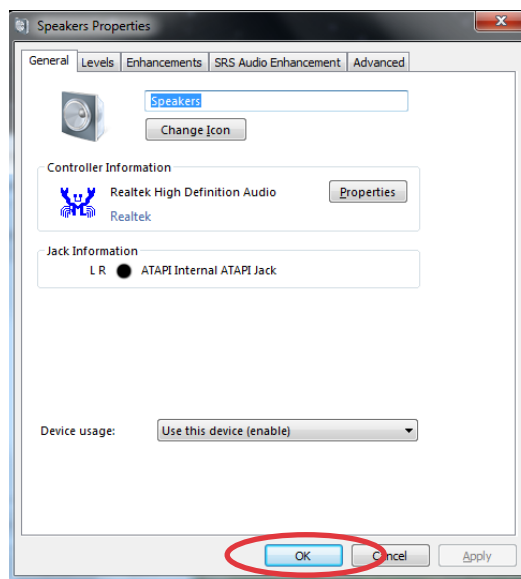 Speakers Properties
General Levels Enhancements SRS Audio Enhancement Advanced
Speakers
Change Icon
Controller Information
Realtek High Definition Audio Properties
Realtek
Jack Information
L R ATAPI Internal ATAPI Jack
Device usage: Use this device (enable)
OK Cancel Apply